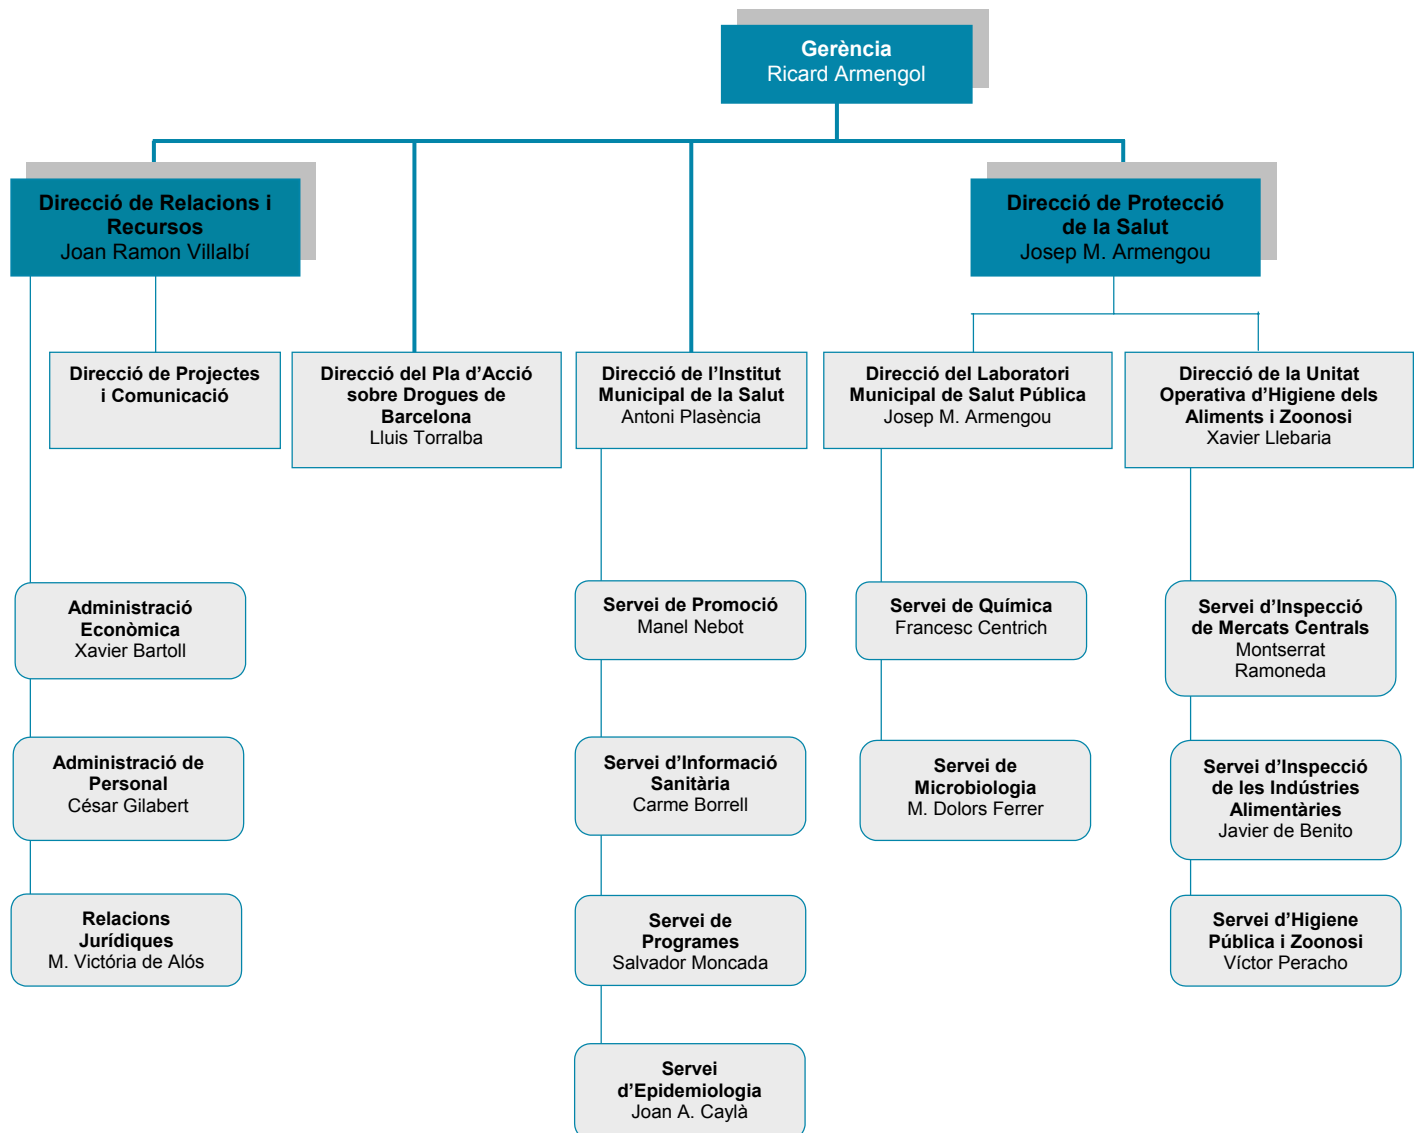 Gerència
Ricard Armengol
Direcció de Relacions i
Recursos
Joan Ramon Villalbí
Direcció de Protecció
de la Salut
Josep M. Armengou
Direcció de Projectes
i Comunicació
Direcció del Pla d’Acció
sobre Drogues de
Barcelona
Lluis Torralba
Direcció de l’Institut
Municipal de la Salut
Antoni Plasència
Direcció del Laboratori
Municipal de Salut Pública
Josep M. Armengou
Direcció de la Unitat
Operativa d’Higiene dels
Aliments i Zoonosi
Xavier Llebaria
Administració
Econòmica
Xavier Bartoll
Servei de Promoció
Manel Nebot
Servei de Química
Francesc Centrich
Servei d’Inspecció
de Mercats Centrals
Montserrat
Ramoneda
Administració de
Personal
César Gilabert
Servei d’Informació
Sanitària
Carme Borrell
Servei de
Microbiologia
M. Dolors Ferrer
Servei d’Inspecció
de les Indústries
Alimentàries
Javier de Benito
Relacions
Jurídiques
M. Victória de Alós
Servei de
Programes
Salvador Moncada
Servei d’Higiene
Pública i Zoonosi
Víctor Peracho
Servei
d’Epidemiologia
Joan A. Caylà